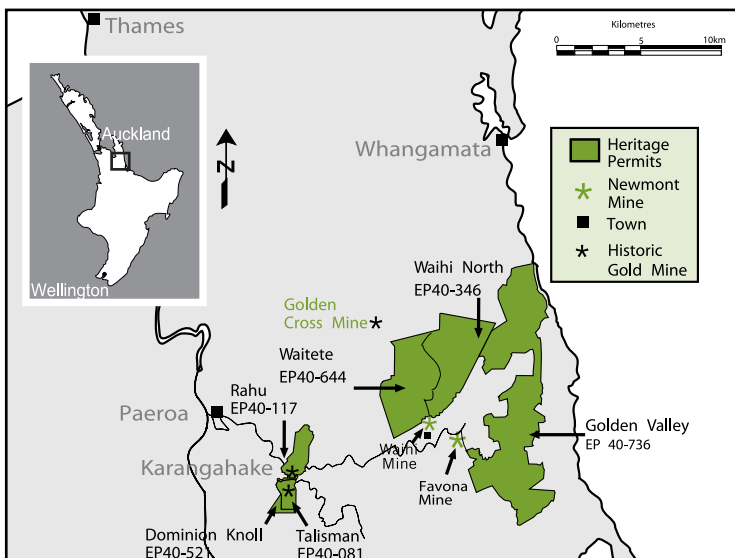 Thames
Kilometres
0 5 10km
Auckland
Wellington
N
Whangamata
Heritage
Permits
Newmont
Mine
Town
Historic
Gold Mine
Waihi North
EP40-346
Golden
Cross Mine
Waitete
EP40-644
Rahu
EP40-117
Paeroa
Karangahake
Waihi
Mine
Favona
Mine
Golden Valley
EP 40-736
Dominion Knoll
EP40-521
Talisman
EP40-081